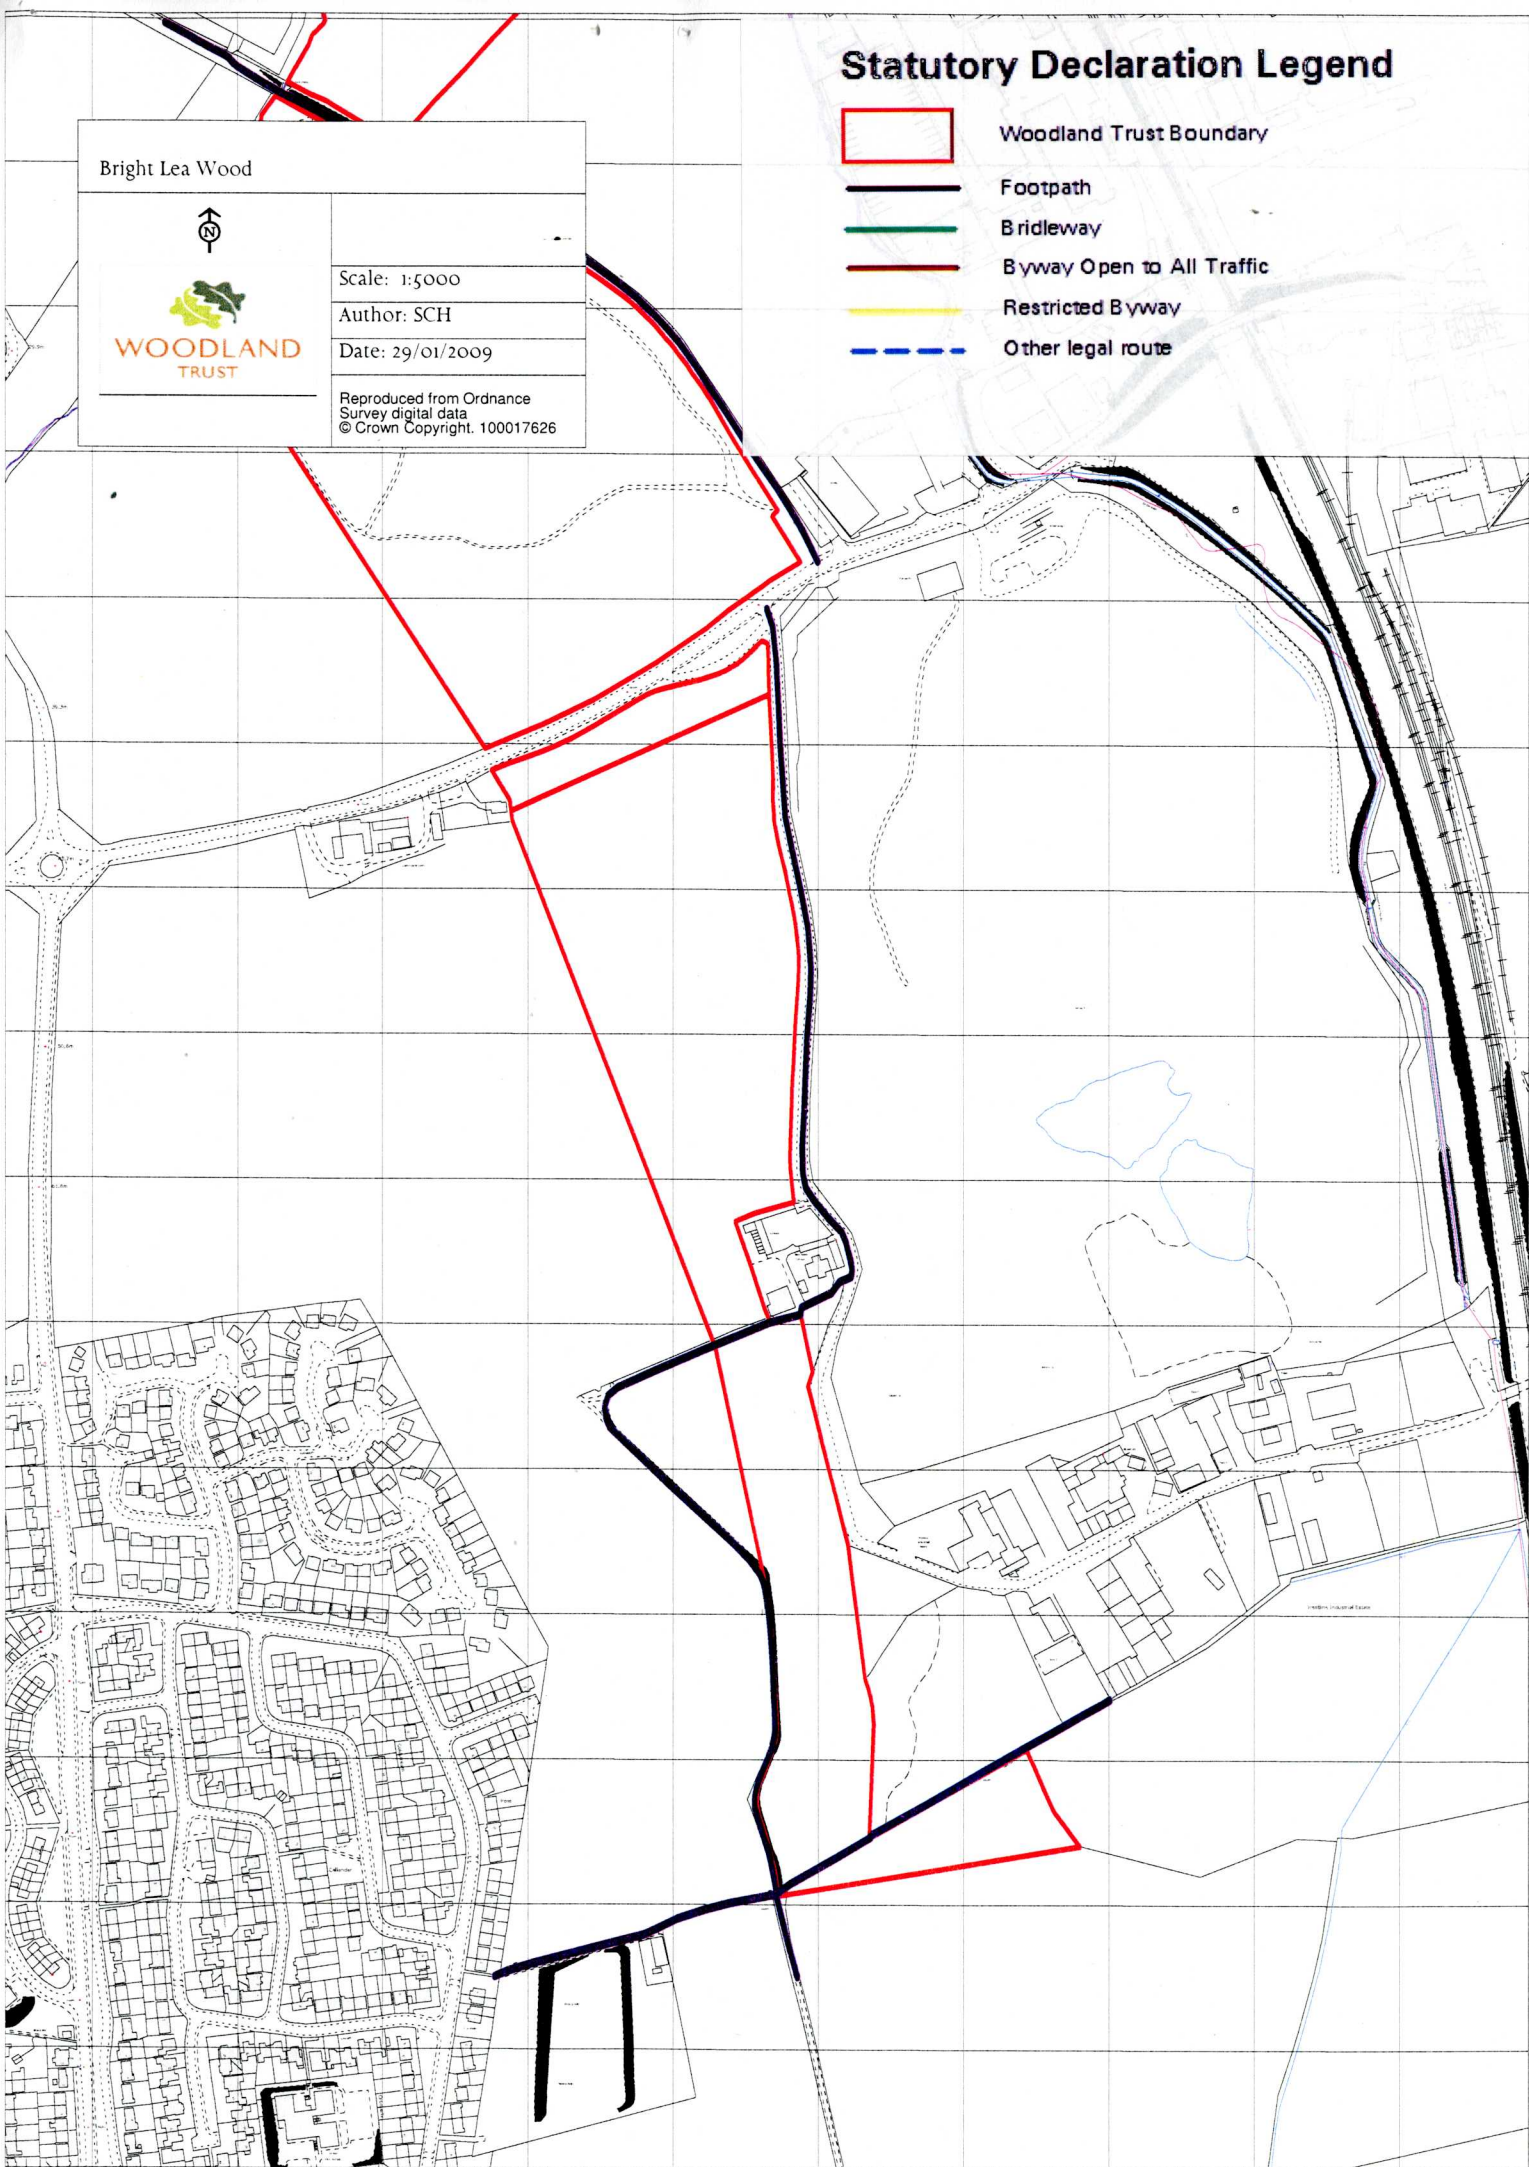 Statutory Declaration Legend
Woodland Trust Boundary
Footpath
Bridleway
Byway Open to All Traffic
Restricted Byway
Other legal route
Bright Lea Wood
N
WOODLAND
TRUST
Scale: 1:5000
Author: SCH
Date: 29/01/2009
Reproduced from Ordnance
Survey digital data
© Crown Copyright. 100017626